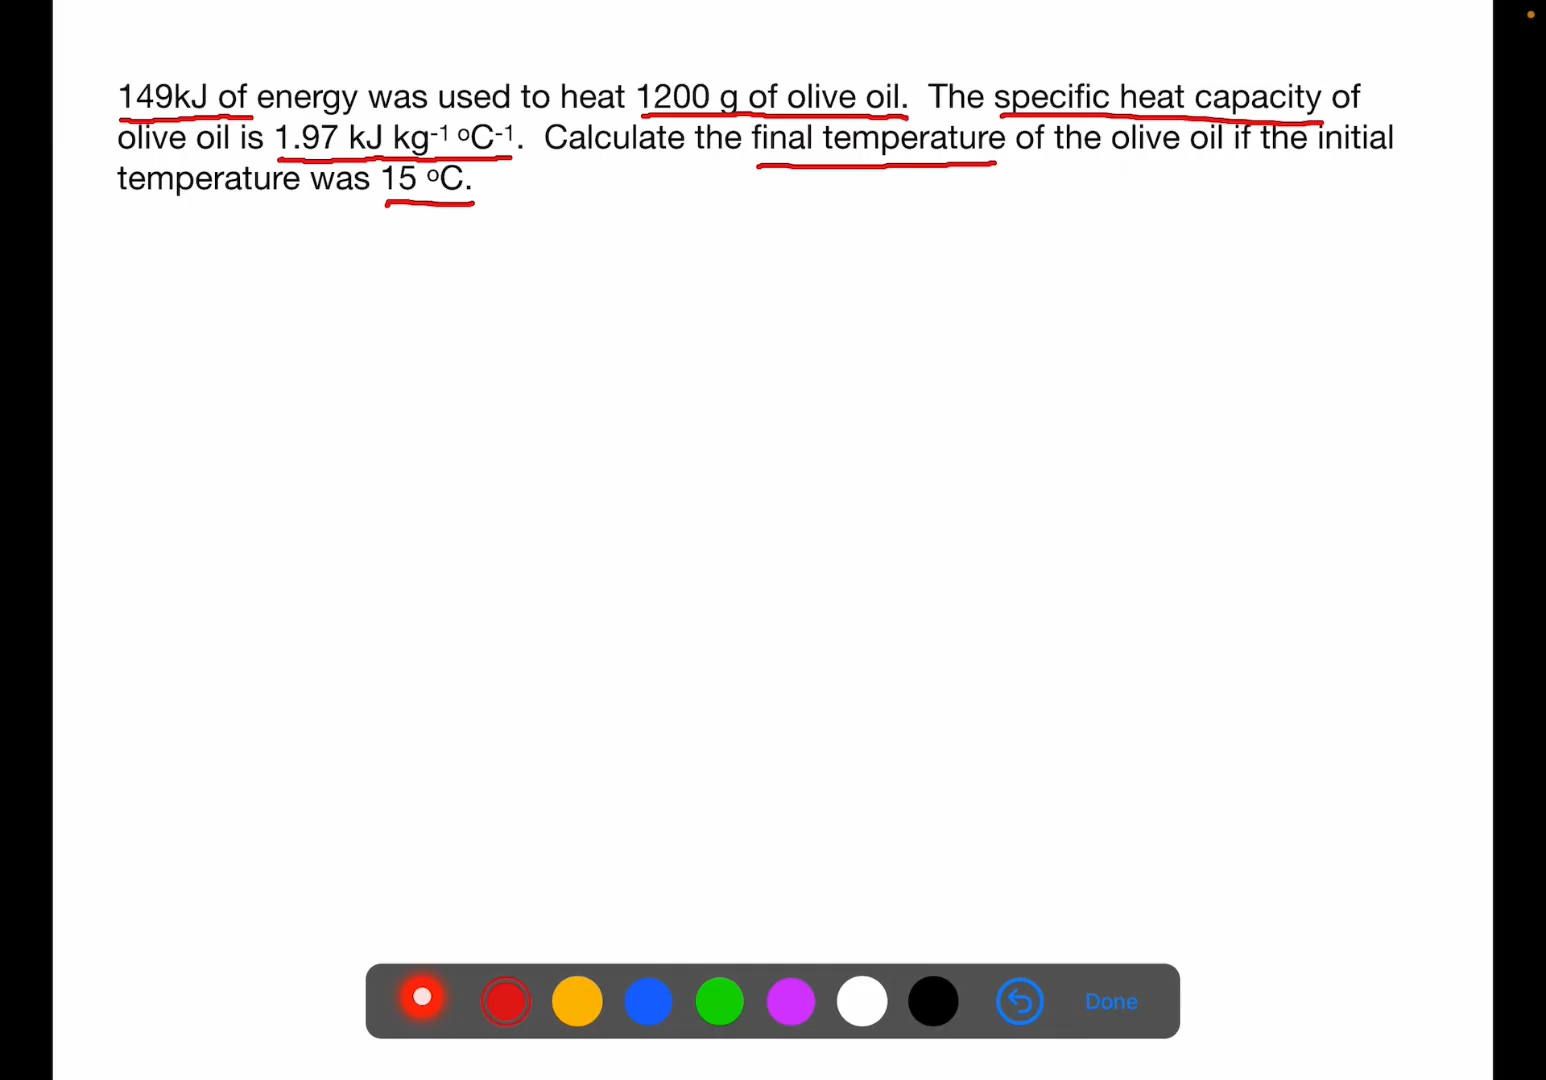 149kJ of energy was used to heat 1200 g of olive oil.  The specific heat capacity of
olive oil is 1.97 kJ kg⁻¹ ºC⁻¹.  Calculate the final temperature of the olive oil if the initial
temperature was 15 ºC.
Done